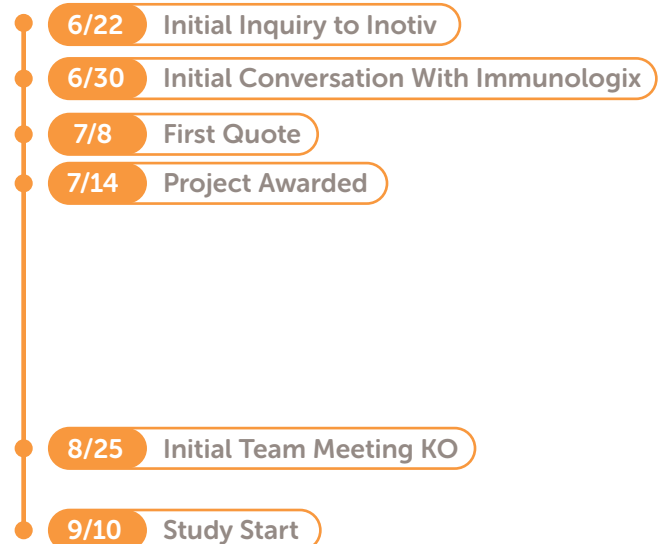 6/22 Initial Inquiry to Inotiv
6/30 Initial Conversation With Immunologix
7/8 First Quote
7/14 Project Awarded
8/25 Initial Team Meeting KO
9/10 Study Start